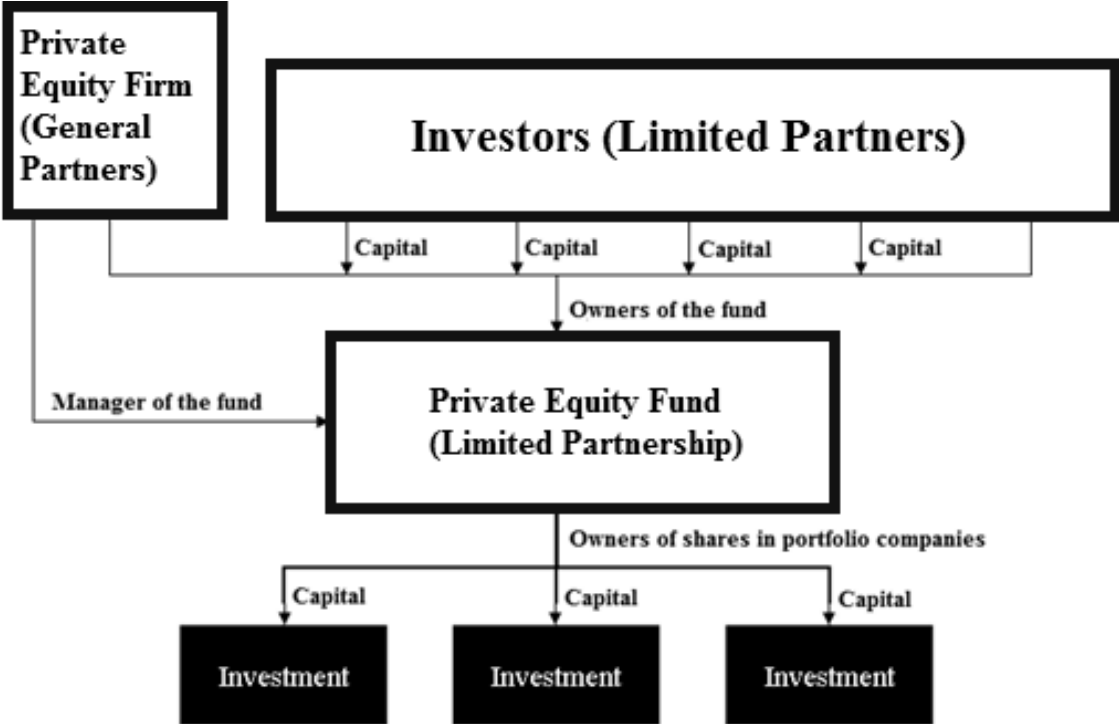 Private
Equity Firm
(General
Partners)
Investors (Limited Partners)
Capital
Capital
Capital
Capital
Owners of the fund
Manager of the fund
Private Equity Fund
(Limited Partnership)
Owners of shares in portfolio companies
Capital
Capital
Capital
Investment
Investment
Investment